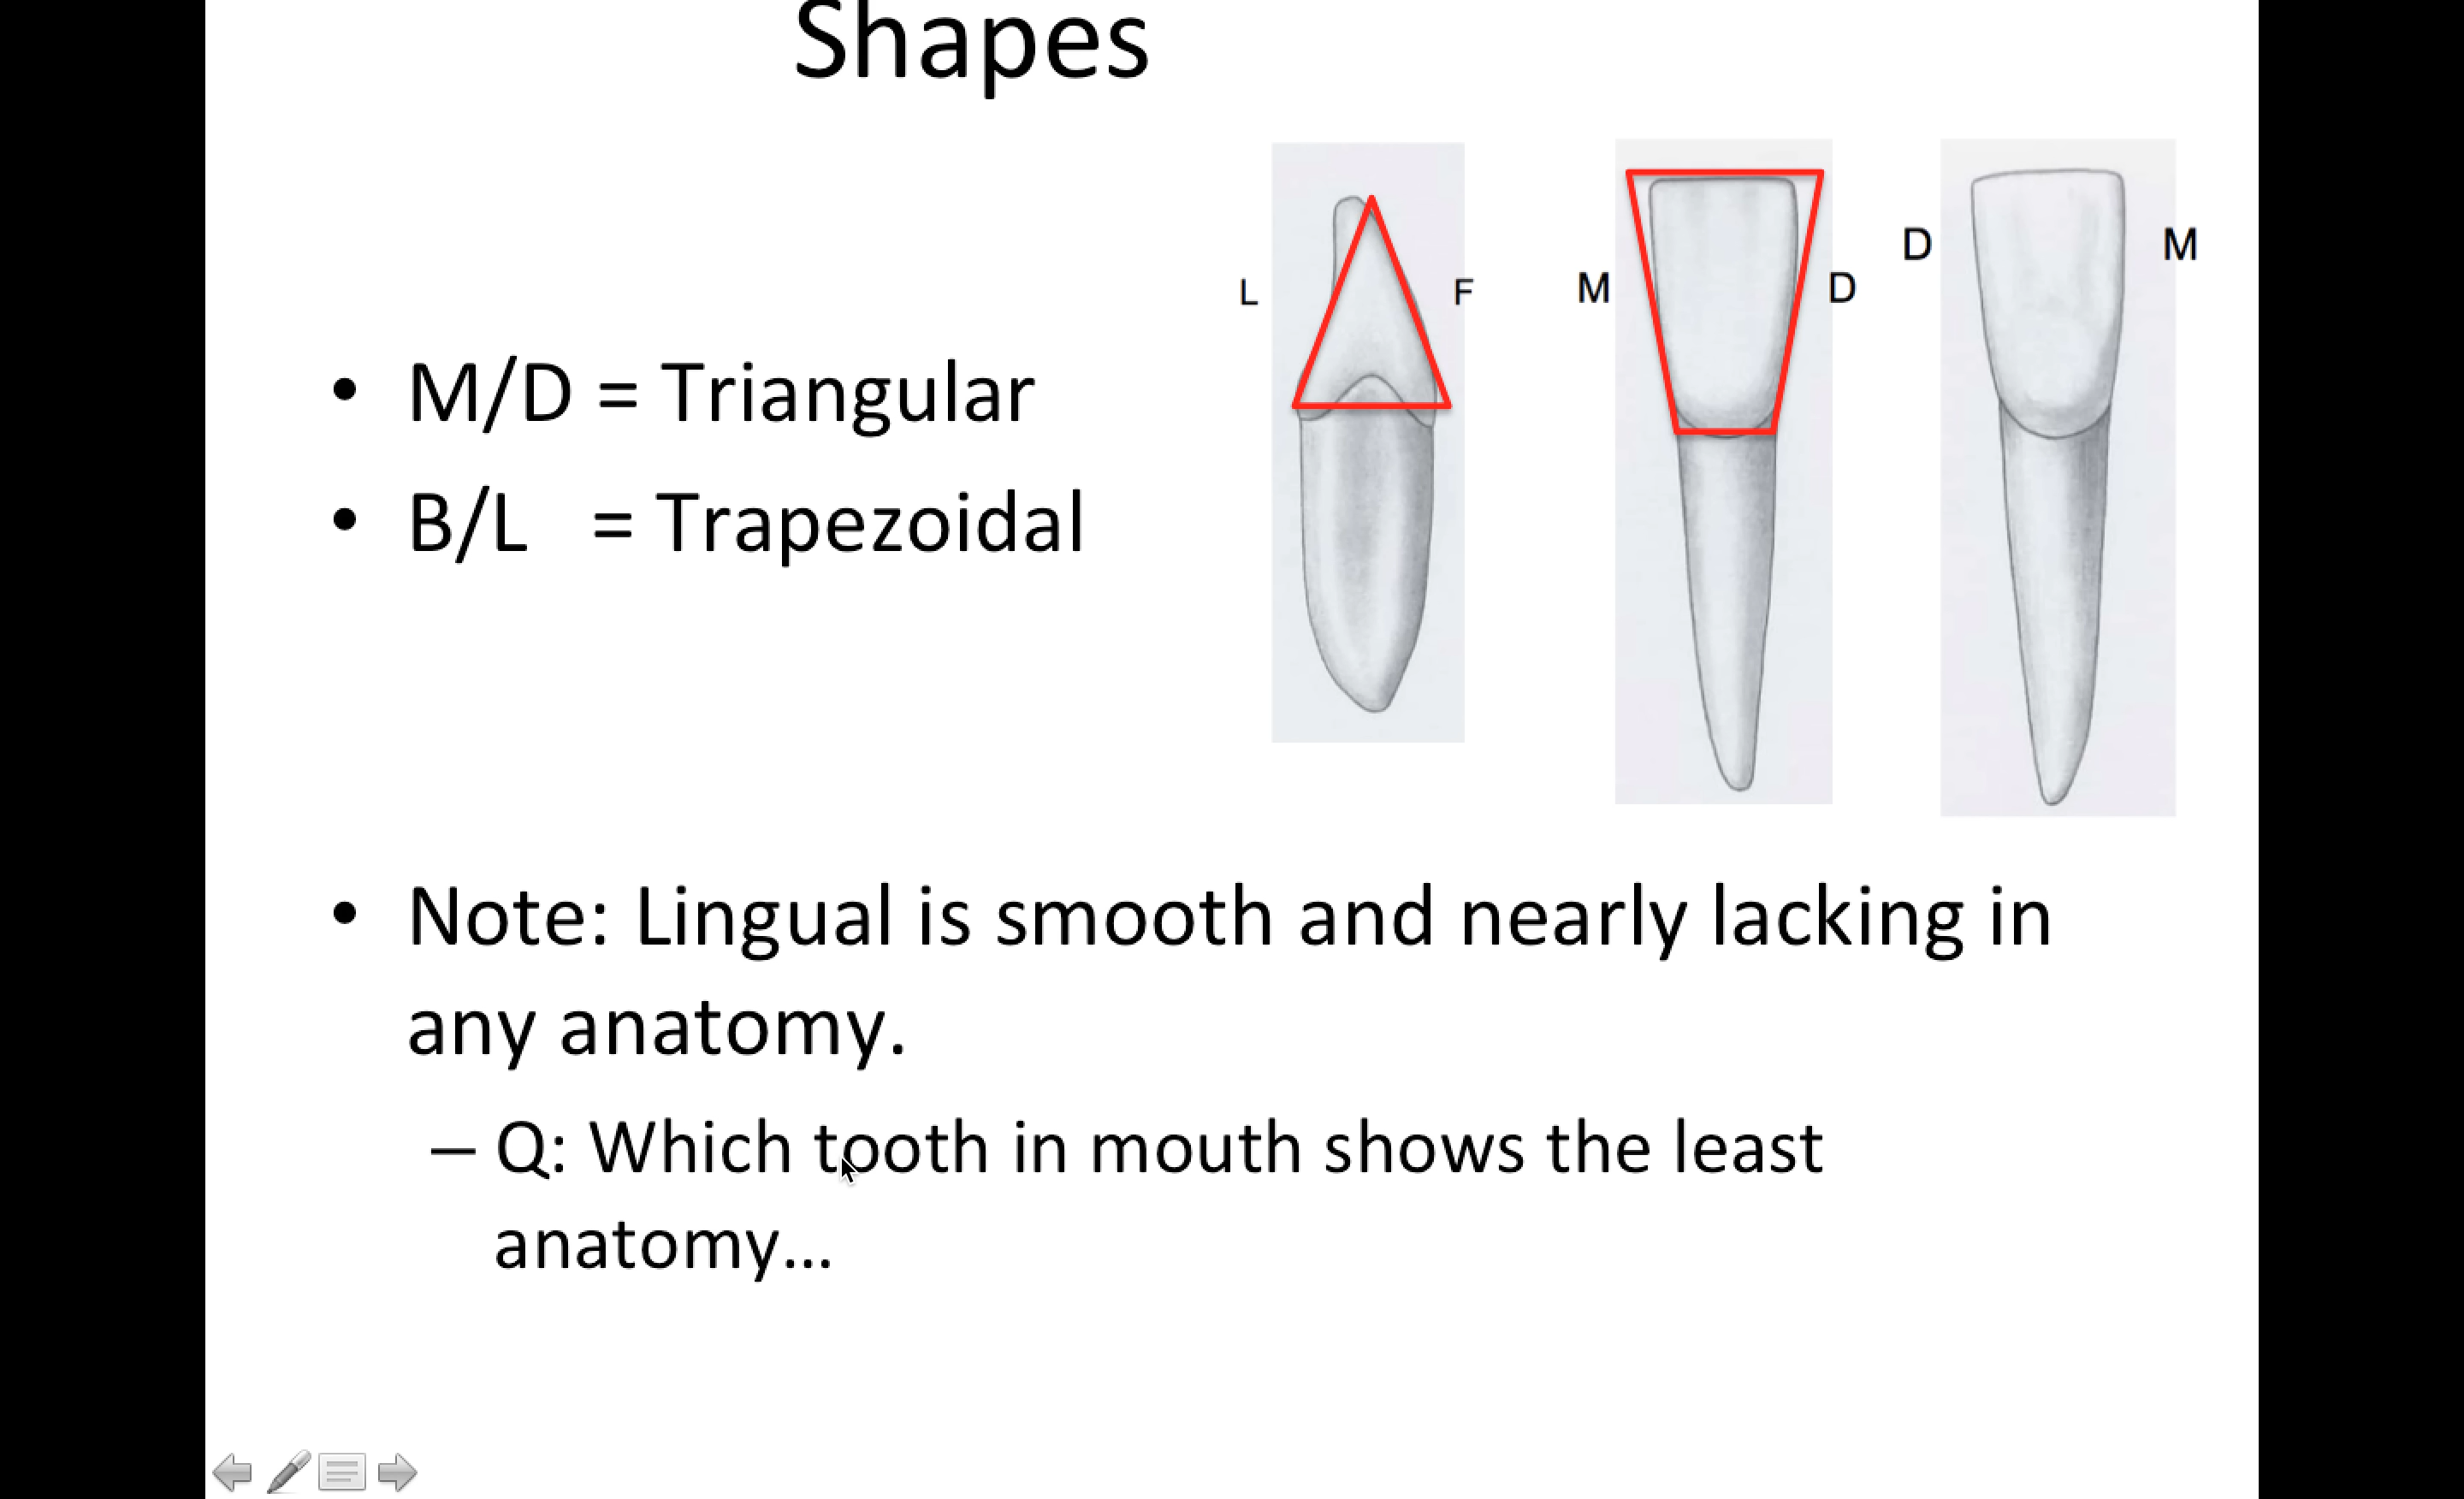 Shapes
L
F
M
D
D
M
• M/D = Triangular
• B/L = Trapezoidal
• Note: Lingual is smooth and nearly lacking in
any anatomy.
– Q: Which tooth in mouth shows the least
anatomy...